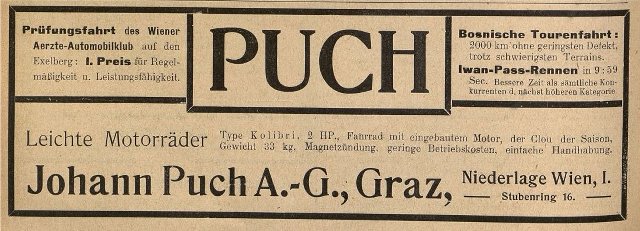 Prüfungsfahrt des Wiener
Aerzte-Automobilklub auf den
Exelberg: I. Preis für Regel-
mäßigkeit u. Leistungsfähigkeit.
PUCH
Bosnische Tourenfahrt:
2000 km ohne geringsten Defekt,
trotz schwierigsten Terrains.
Iwan-Pass-Rennen in 9:59
Sec. Bessere Zeit als sämtliche Kon-
kurrenten d. nächst höheren Kategorie
Leichte Motorräder
Type Kolibri, 2 HP., Fahrrad mit eingebautem Motor, der Clou der Saison,
Gewicht 33 kg, Magnetzündung, geringe Betriebskosten, einfache Handhabung.
Johann Puch A.-G., Graz,
Niederlage Wien, I.
Stubenring 16.